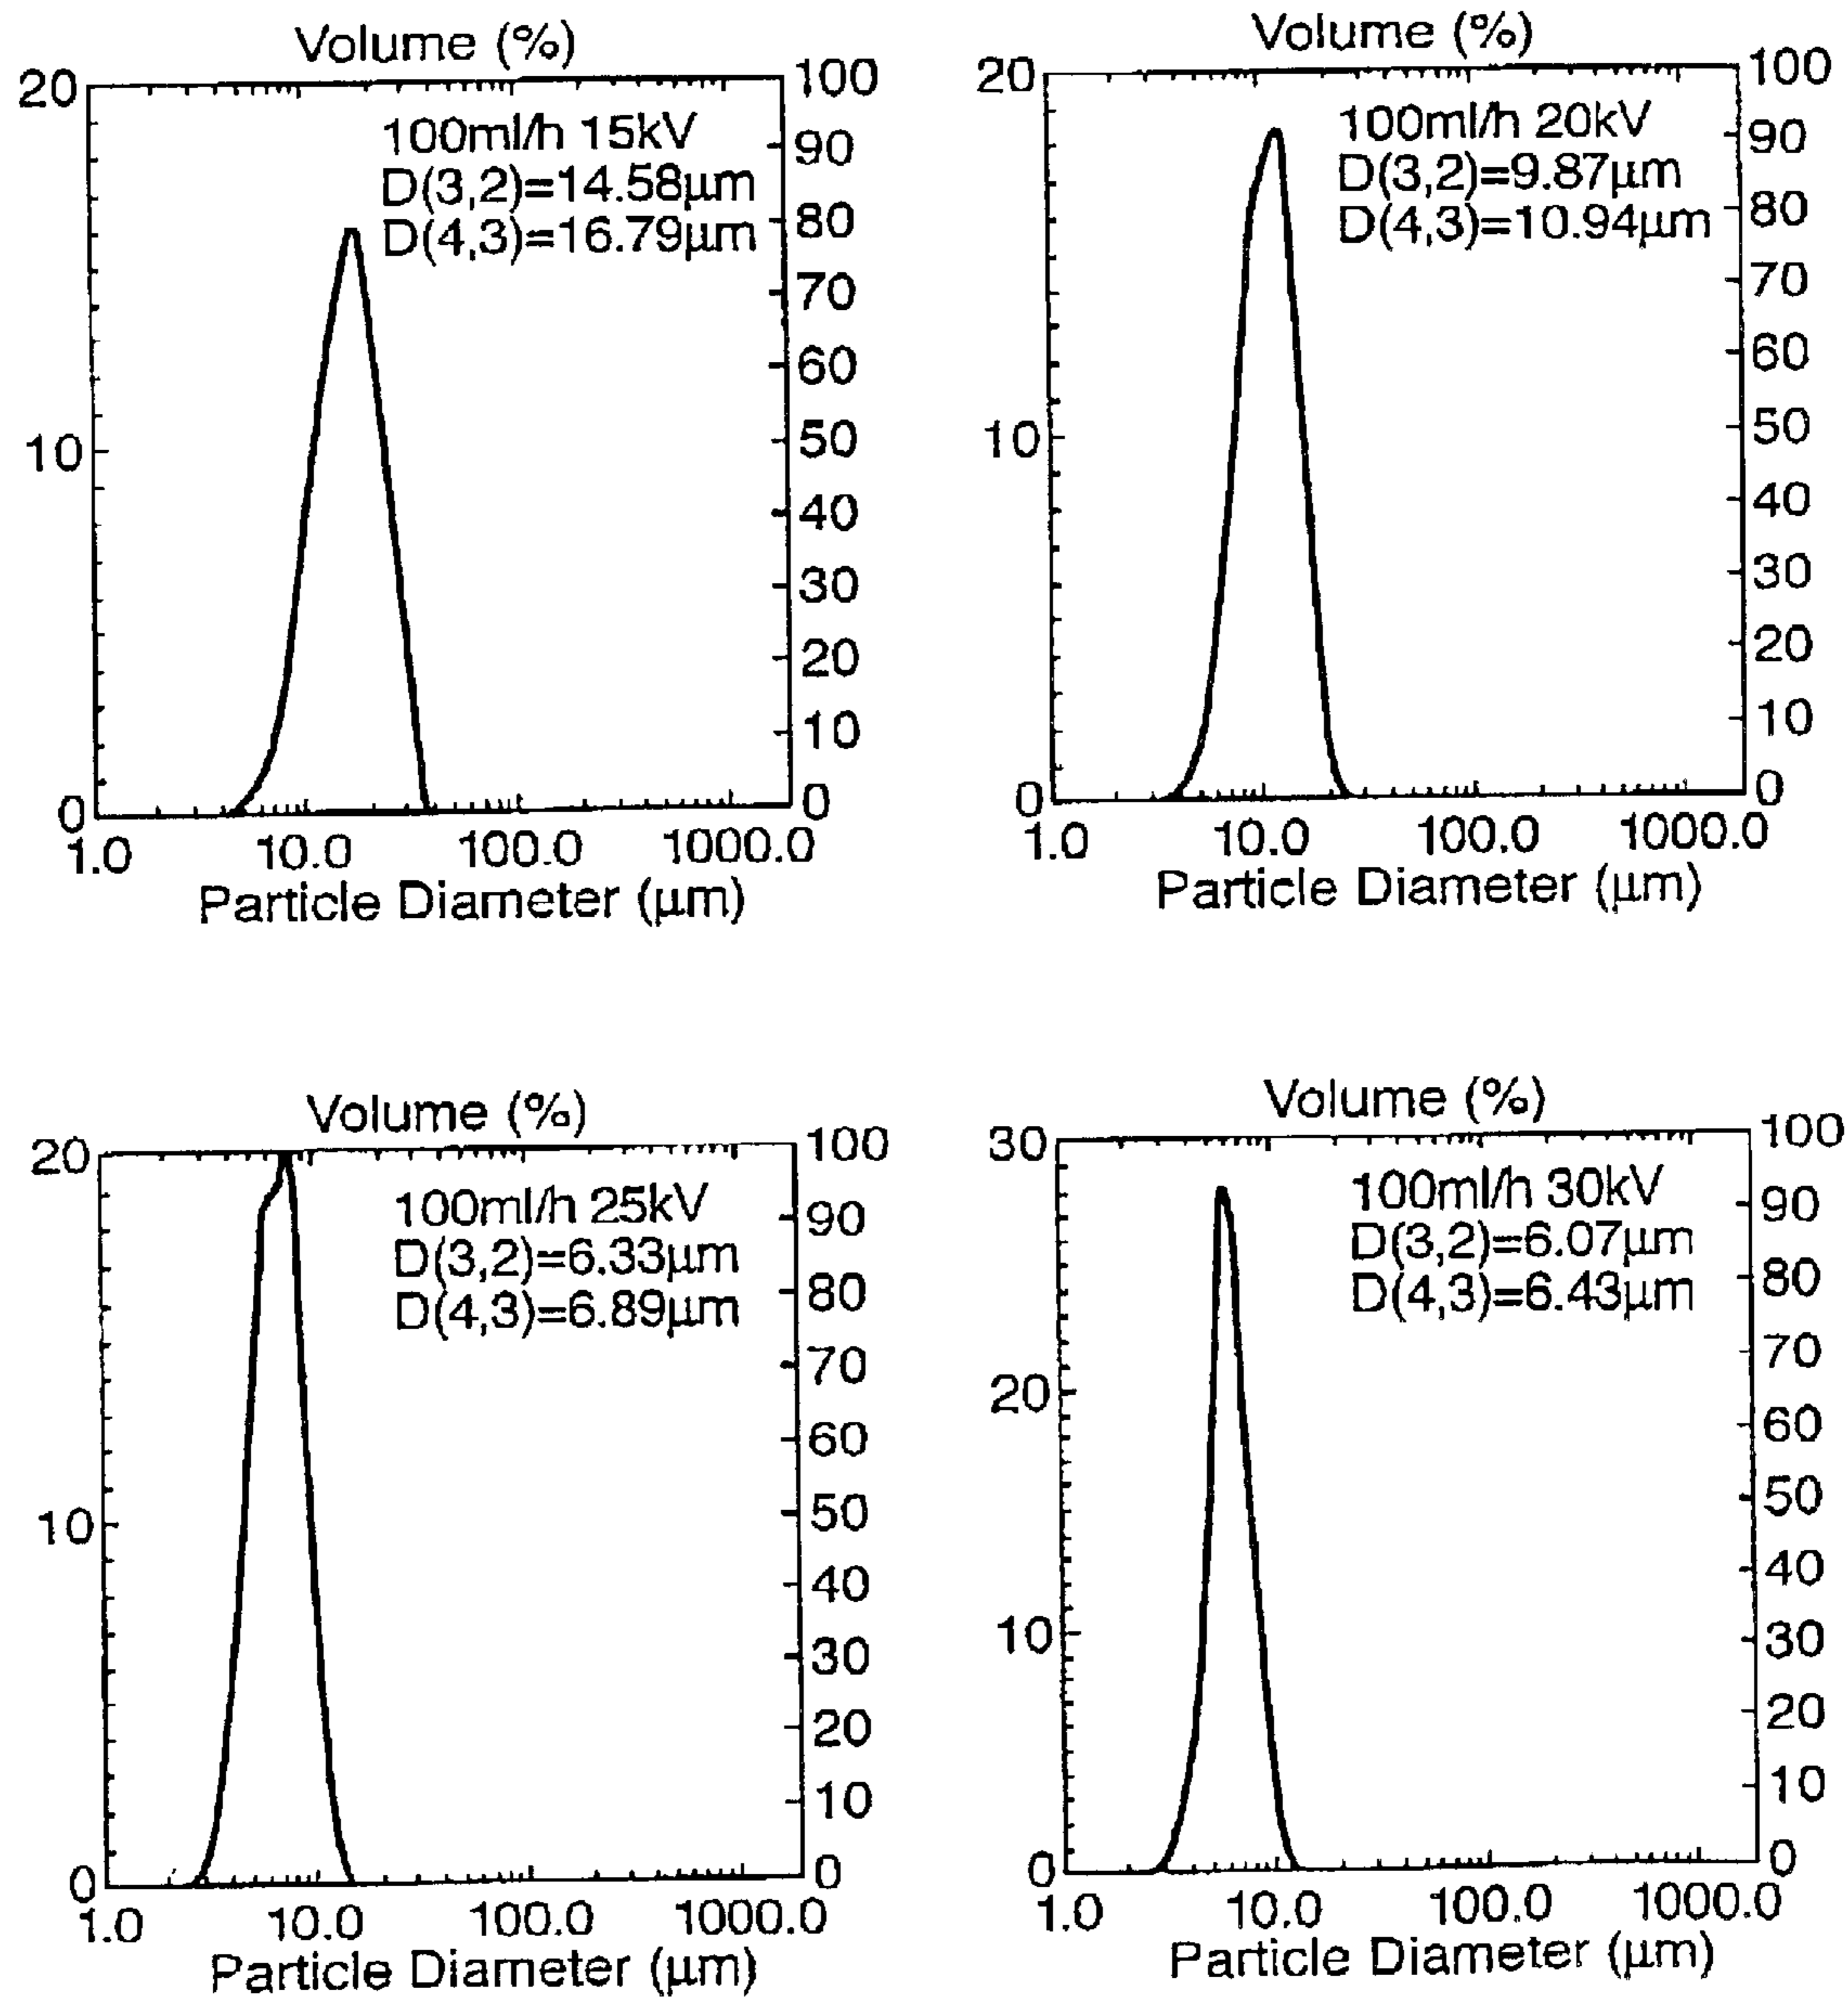 Volume (%)
20
10
0
100
90
80
70
60
50
40
30
20
10
0
100ml/h 15kV
D(3,2)=14.58μm
D(4,3)=16.79μm
1.0 10.0 100.0 1000.0
Particle Diameter (μm)
Volume (%)
20
10
0
100
90
80
70
60
50
40
30
20
10
0
100ml/h 20kV
D(3,2)=9.87μm
D(4,3)=10.94μm
1.0 10.0 100.0 1000.0
Particle Diameter (μm)
Volume (%)
20
10
0
100
90
80
70
60
50
40
30
20
10
0
100ml/h 25kV
D(3,2)=6.33μm
D(4,3)=6.89μm
1.0 10.0 100.0 1000.0
Particle Diameter (μm)
Volume (%)
30
20
10
0
100
90
80
70
60
50
40
30
20
10
0
100ml/h 30kV
D(3,2)=6.07μm
D(4,3)=6.43μm
1.0 10.0 100.0 1000.0
Particle Diameter (μm)